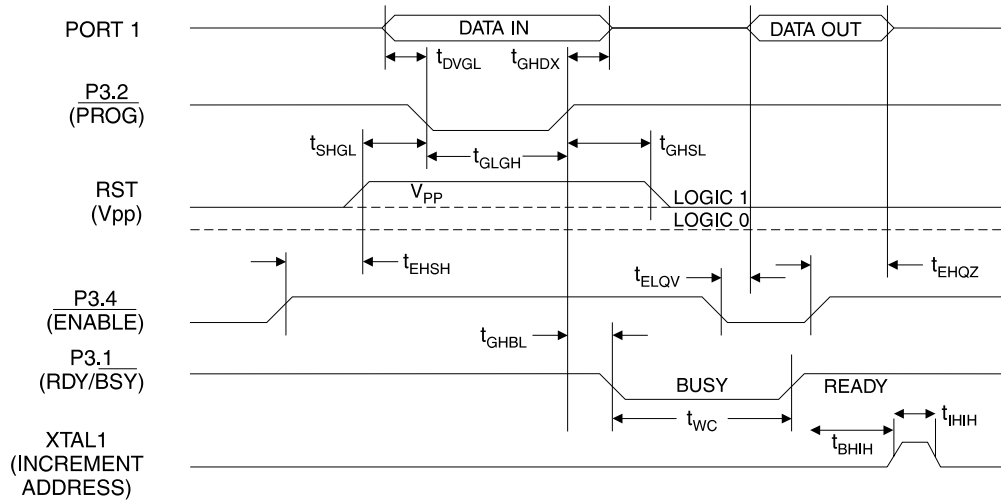 PORT 1
DATA IN
DATA OUT
tDVGL
tGHDX
P3.2
(PROG)
tSHGL
tGLGH
tGHSL
RST
(Vpp)
VPP
LOGIC 1
LOGIC 0
tEHSH
tELQV
tEHQZ
P3.4
(ENABLE)
tGHBL
P3.1
(RDY/BSY)
BUSY
READY
tWC
tIHIH
tBHIH
XTAL1
(INCREMENT
ADDRESS)